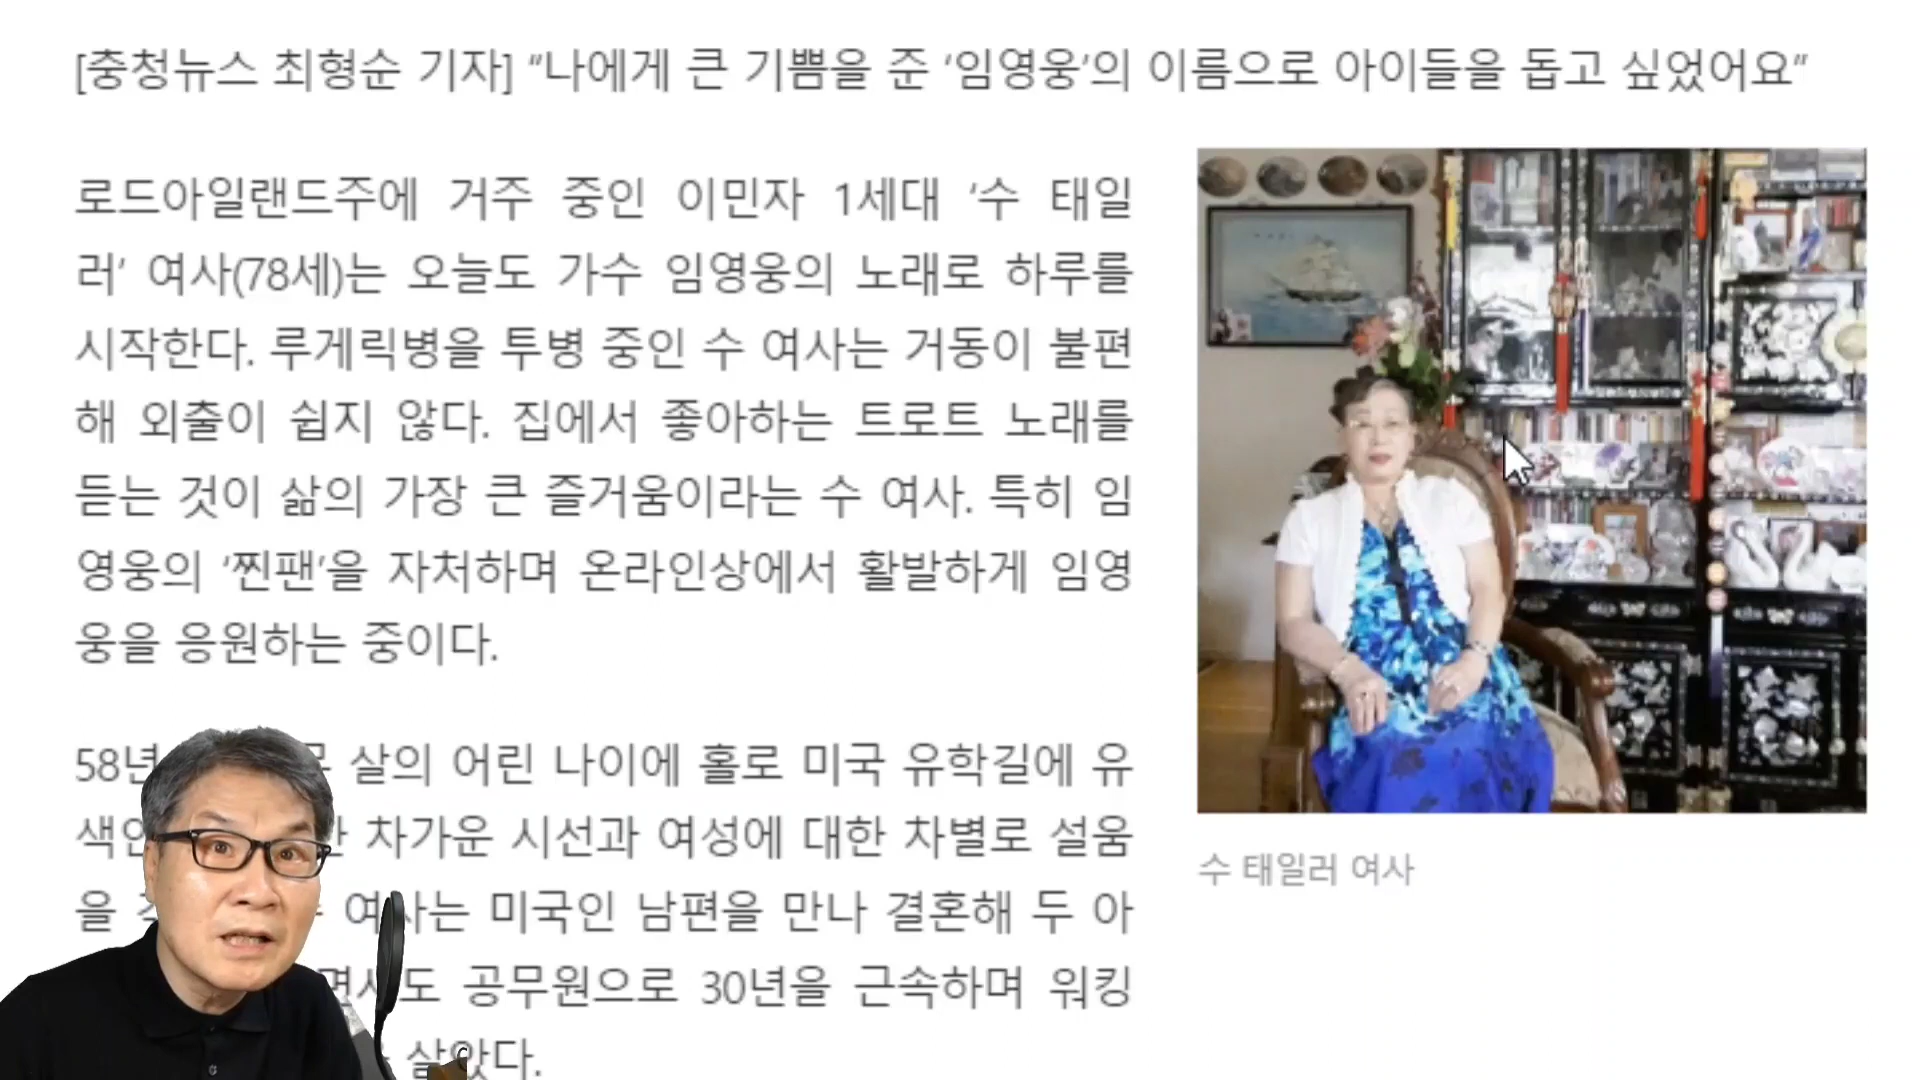 [충청뉴스 최형순 기자] “나에게 큰 기쁨을 준 ‘임영웅’의 이름으로 아이들을 돕고 싶었어요”
로드아일랜드주에 거주 중인 이민자 1세대 ‘수 태일
러’ 여사(78세)는 오늘도 가수 임영웅의 노래로 하루를
시작한다. 루게릭병을 투병 중인 수 여사는 거동이 불편
해 외출이 쉽지 않다. 집에서 좋아하는 트로트 노래를
듣는 것이 삶의 가장 큰 즐거움이라는 수 여사. 특히 임
영웅의 ‘찐팬’을 자처하며 온라인상에서 활발하게 임영
웅을 응원하는 중이다.
58년 살의 어린 나이에 홀로 미국 유학길에 유
차가운 시선과 여성에 대한 차별로 설움
을 여사는 미국인 남편을 만나 결혼해 두 아
공무원으로 30년을 근속하며 워킹
살았다.
수 태일러 여사